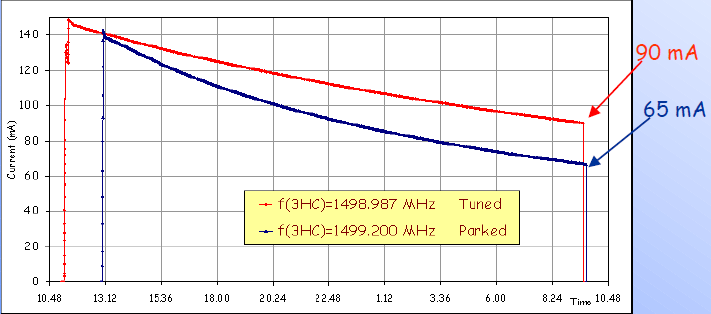 140
120
100
80
60
40
20
0
Current (mA)
10.48 13.12 15.36 18.00 20.24 22.48 1.12 3.36 6.00 8.24 Time 10.48
f(3HC)=1498.987 MHz Tuned
f(3HC)=1499.200 MHz Parked
90 mA
65 mA